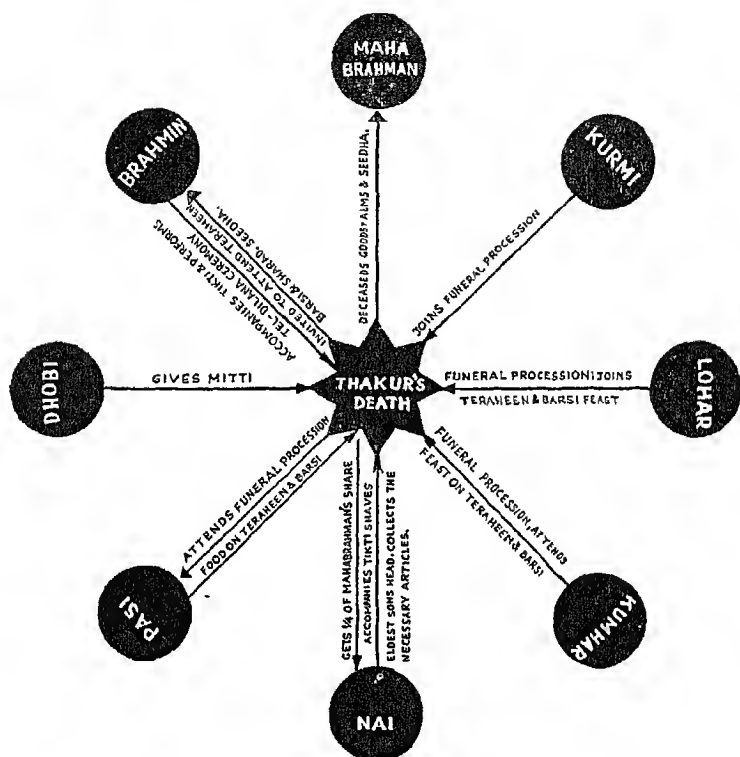 MAHA
BRAHMAN
BRAHMIN
KURMI
DECEASEDS GOODS+ALMS & SEEDHA.
JOINS FUNERAL PROCESSION
INVITED TO ATTEND TERAHEEN
BARSI & SHARAD, SEEDHA.
ACCOMPANIES TIKTI & PERFORMS
TEL-DILANA CEREMONY
DHOBI
GIVES MITTI
THAKUR'S
DEATH
FUNERAL PROCESSION: JOINS
TERAHEEN & BARSI FEAST
LOHAR
ATTENDS FUNERAL PROCESSION
FOOD ON TERAHEEN & BARSI
PASI
GETS ¼ OF MAHABRAHMAN'S SHARE
ACCOMPANIES TIKTI SHAVES
ELDEST SONS HEAD. COLLECTS THE
NECESSARY ARTICLES.
NAI
FUNERAL PROCESSION, ATTENDS
FEAST ON TERAHEEN & BARSI
KUMHAR